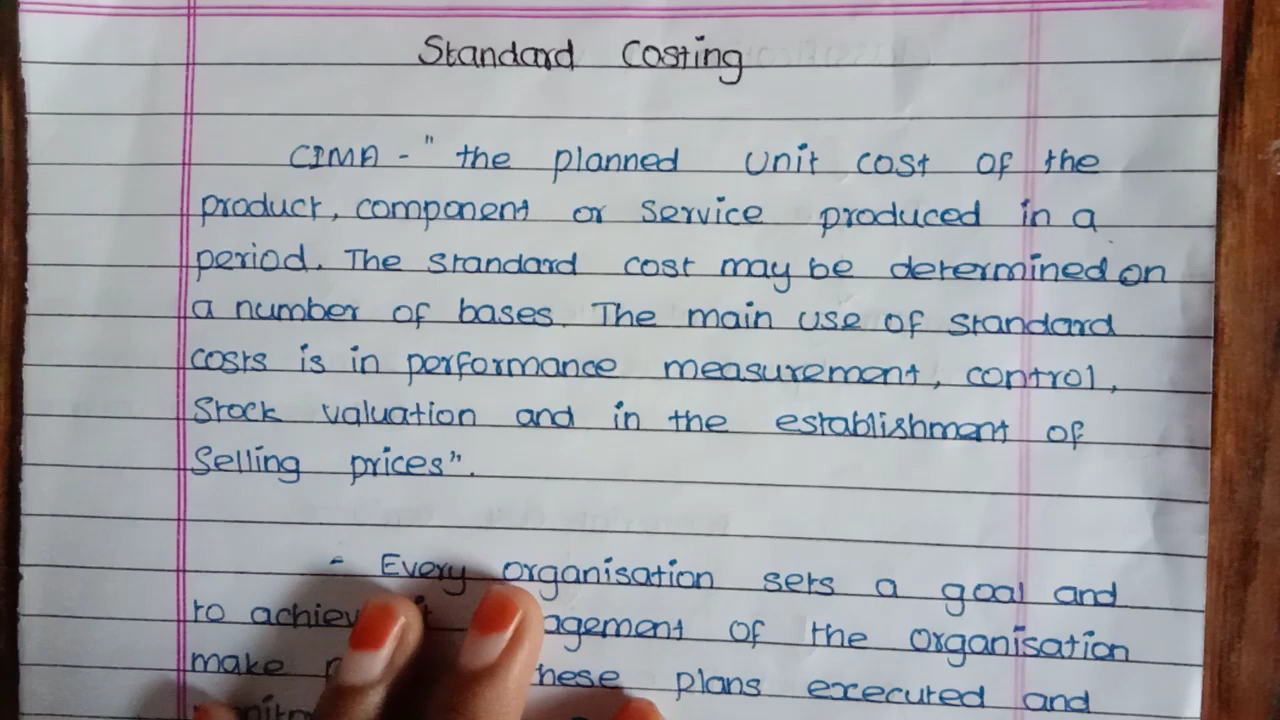 Standard Costing
CIMA - " the planned unit cost of the
product, component or service produced in a
period. The standard cost may be determined on
a number of bases. The main use of standard
costs is in performance measurement, control,
Stock valuation and in the establishment of
Selling prices".
- Every organisation sets a goal and
to of the organisation
make plans executed and